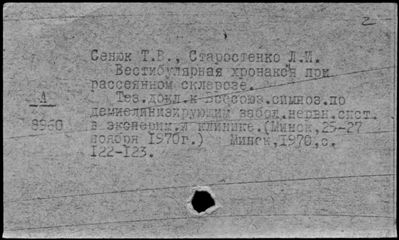 2
Сенюк Т.В., Старостенко Л.И.
Вестибулярная хронаксия при
рассеянном склерозе.
А
8960
Тез.докл.к Всесоюз.симпоз.по
демиелинизирующим забол.нервн.сист.
в эксперим.и клинике.(Минск,25-27
ноября 1970г.) Минск,1970,с.
122-123.